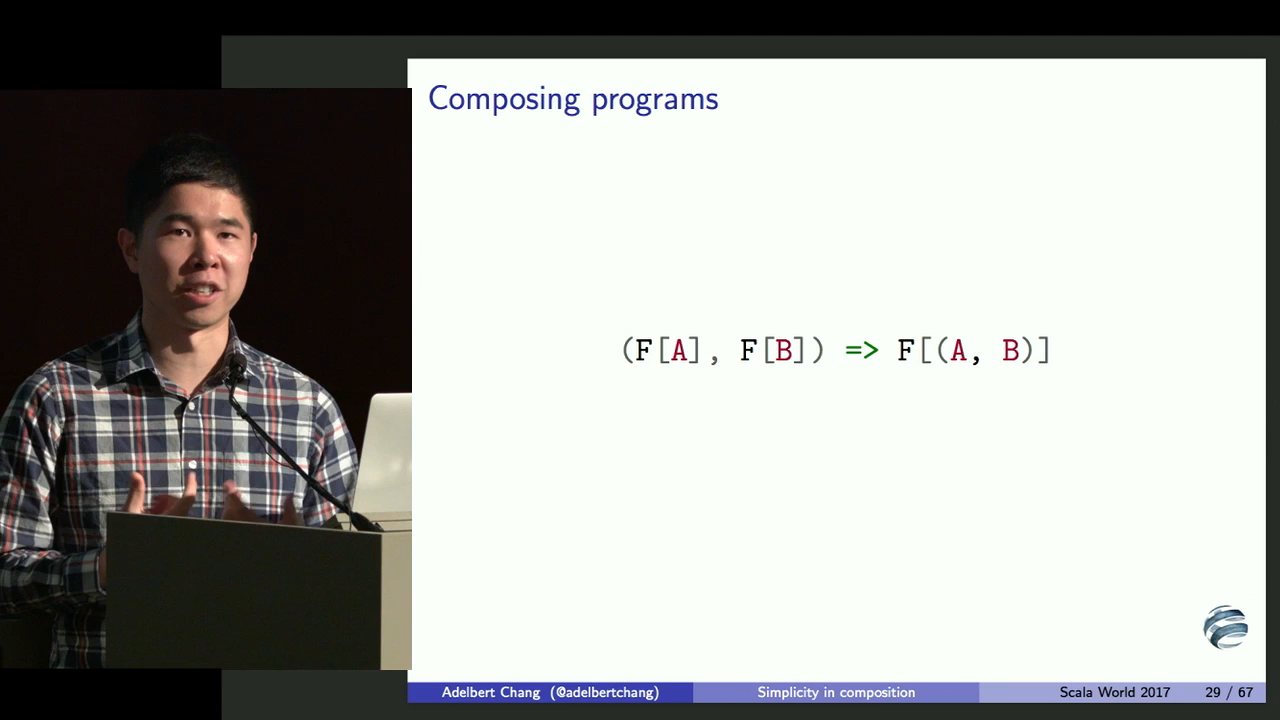 Composing programs
(F[A], F[B]) => F[(A, B)]
Adelbert Chang (@adelbertchang) Simplicity in composition Scala World 2017 29 / 67